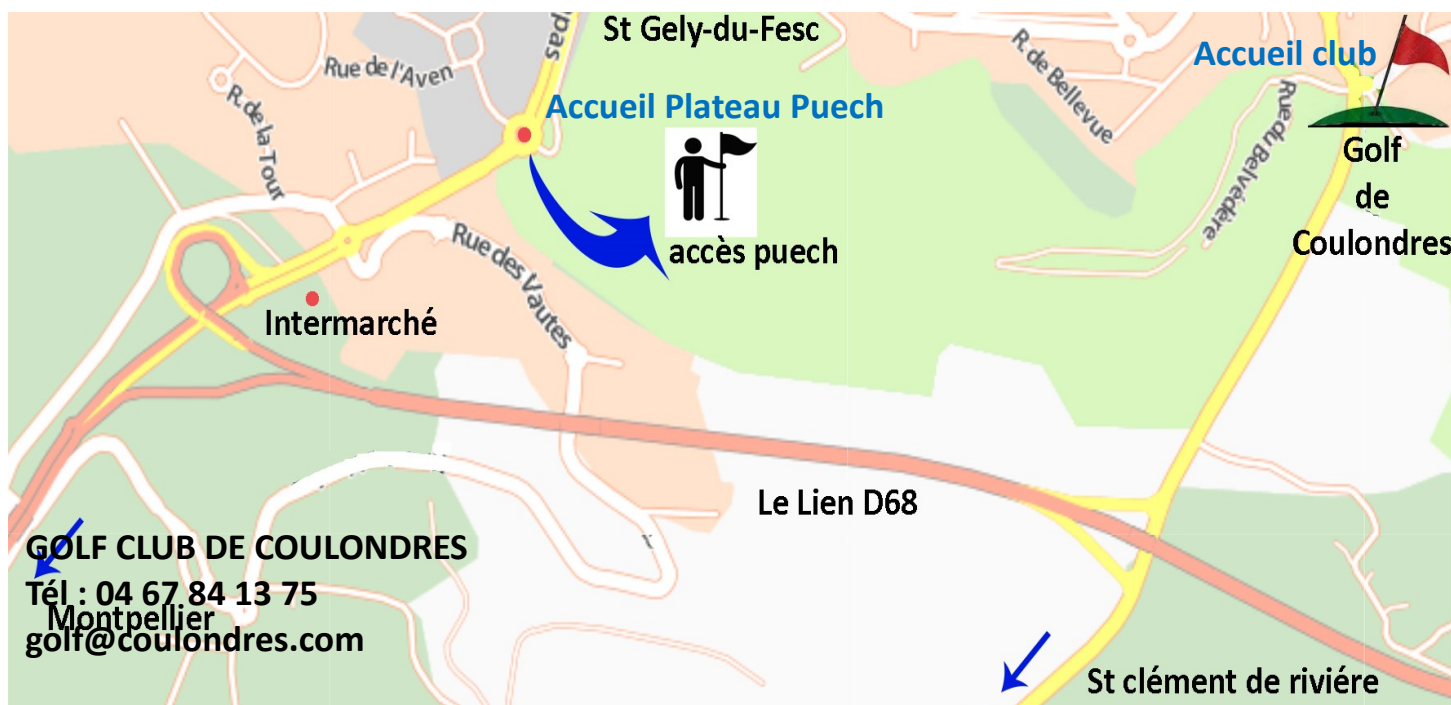 St Gely-du-Fesc
pas
Rue de l'Aven
R. de la Tour
Accueil Plateau Puech
accès puech
R. de Bellevue
Accueil club
Rue du Belvédère
Golf
de
Coulondres
Rue des Vautes
Intermarché
Le Lien D68
GOLF CLUB DE COULONDRES
Tél : 04 67 84 13 75
Montpellier
golf@coulondres.com
St clément de riviére